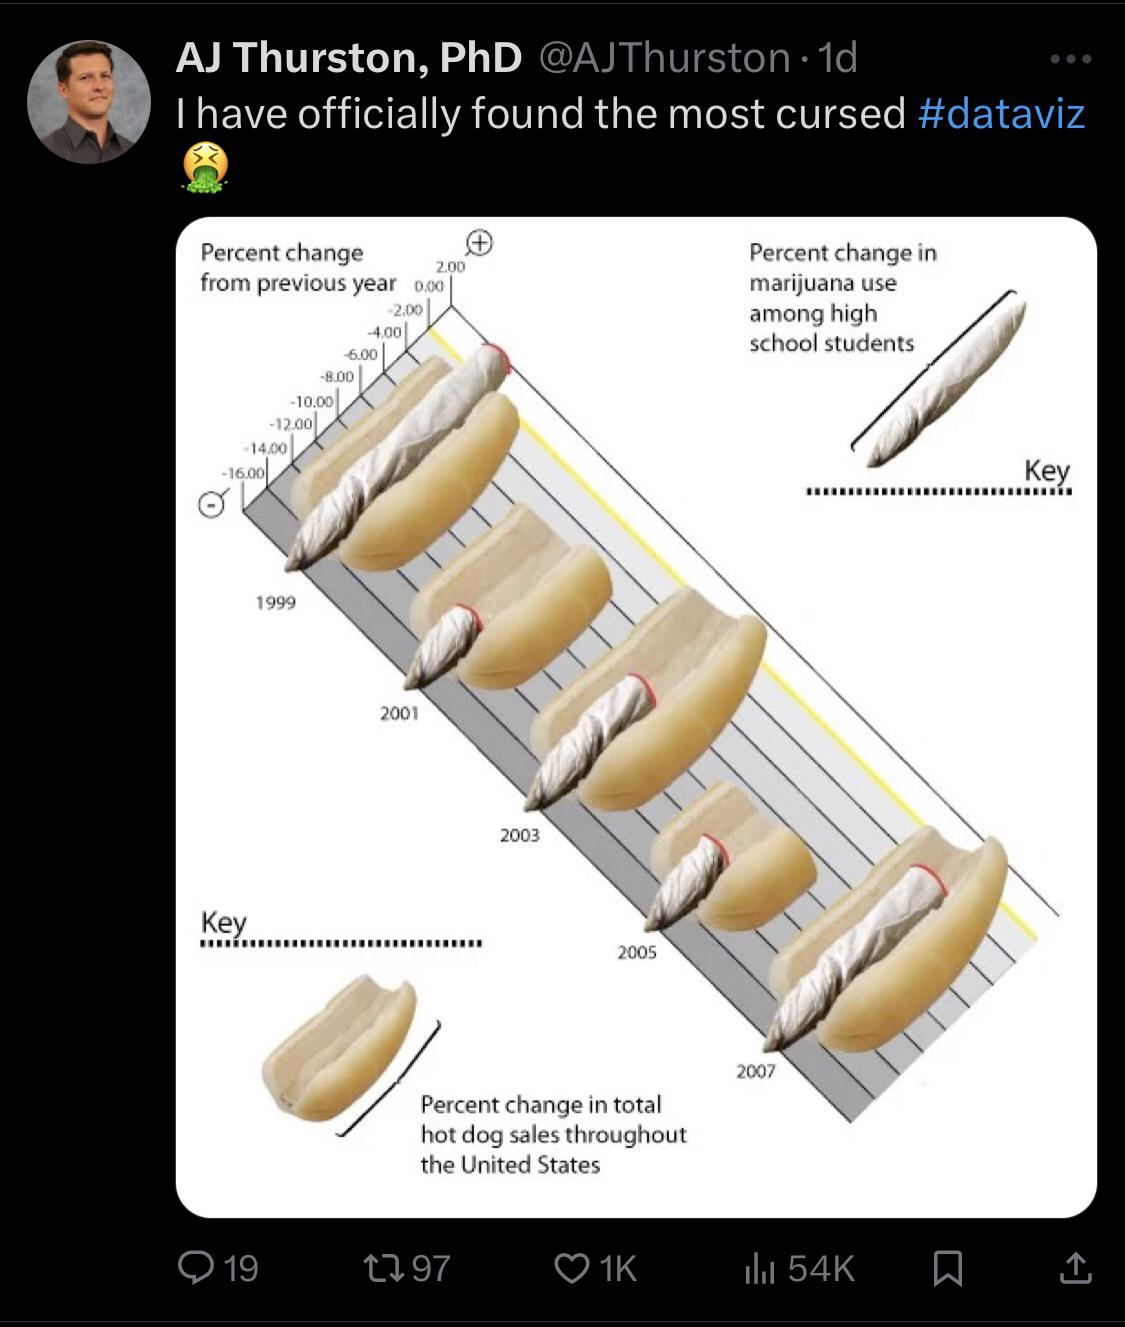 AJ Thurston, PhD @AJThurston · 1d
I have officially found the most cursed #dataviz
🤮
Percent change
from previous year
+
2.00
0.00
-2.00
-4.00
-6.00
-8.00
-10.00
-12.00
-14.00
-16.00
-
1999
2001
2003
2005
2007
Percent change in
marijuana use
among high
school students
Key
Key
Percent change in total
hot dog sales throughout
the United States
19 97 1K 54K